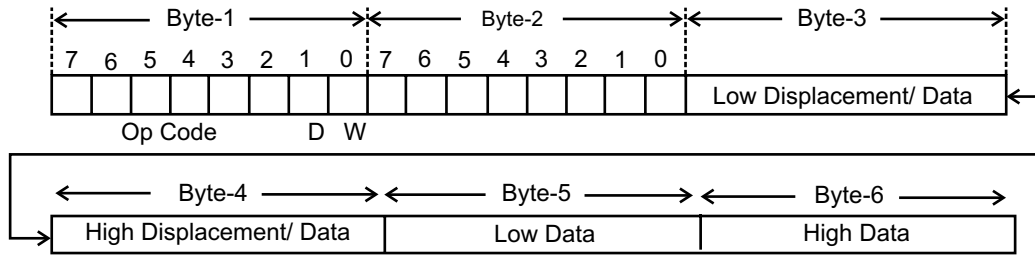 Byte-1 Byte-2 Byte-3
7 6 5 4 3 2 1 0 7 6 5 4 3 2 1 0
Low Displacement/ Data
Op Code D W
Byte-4 Byte-5 Byte-6
High Displacement/ Data Low Data High Data